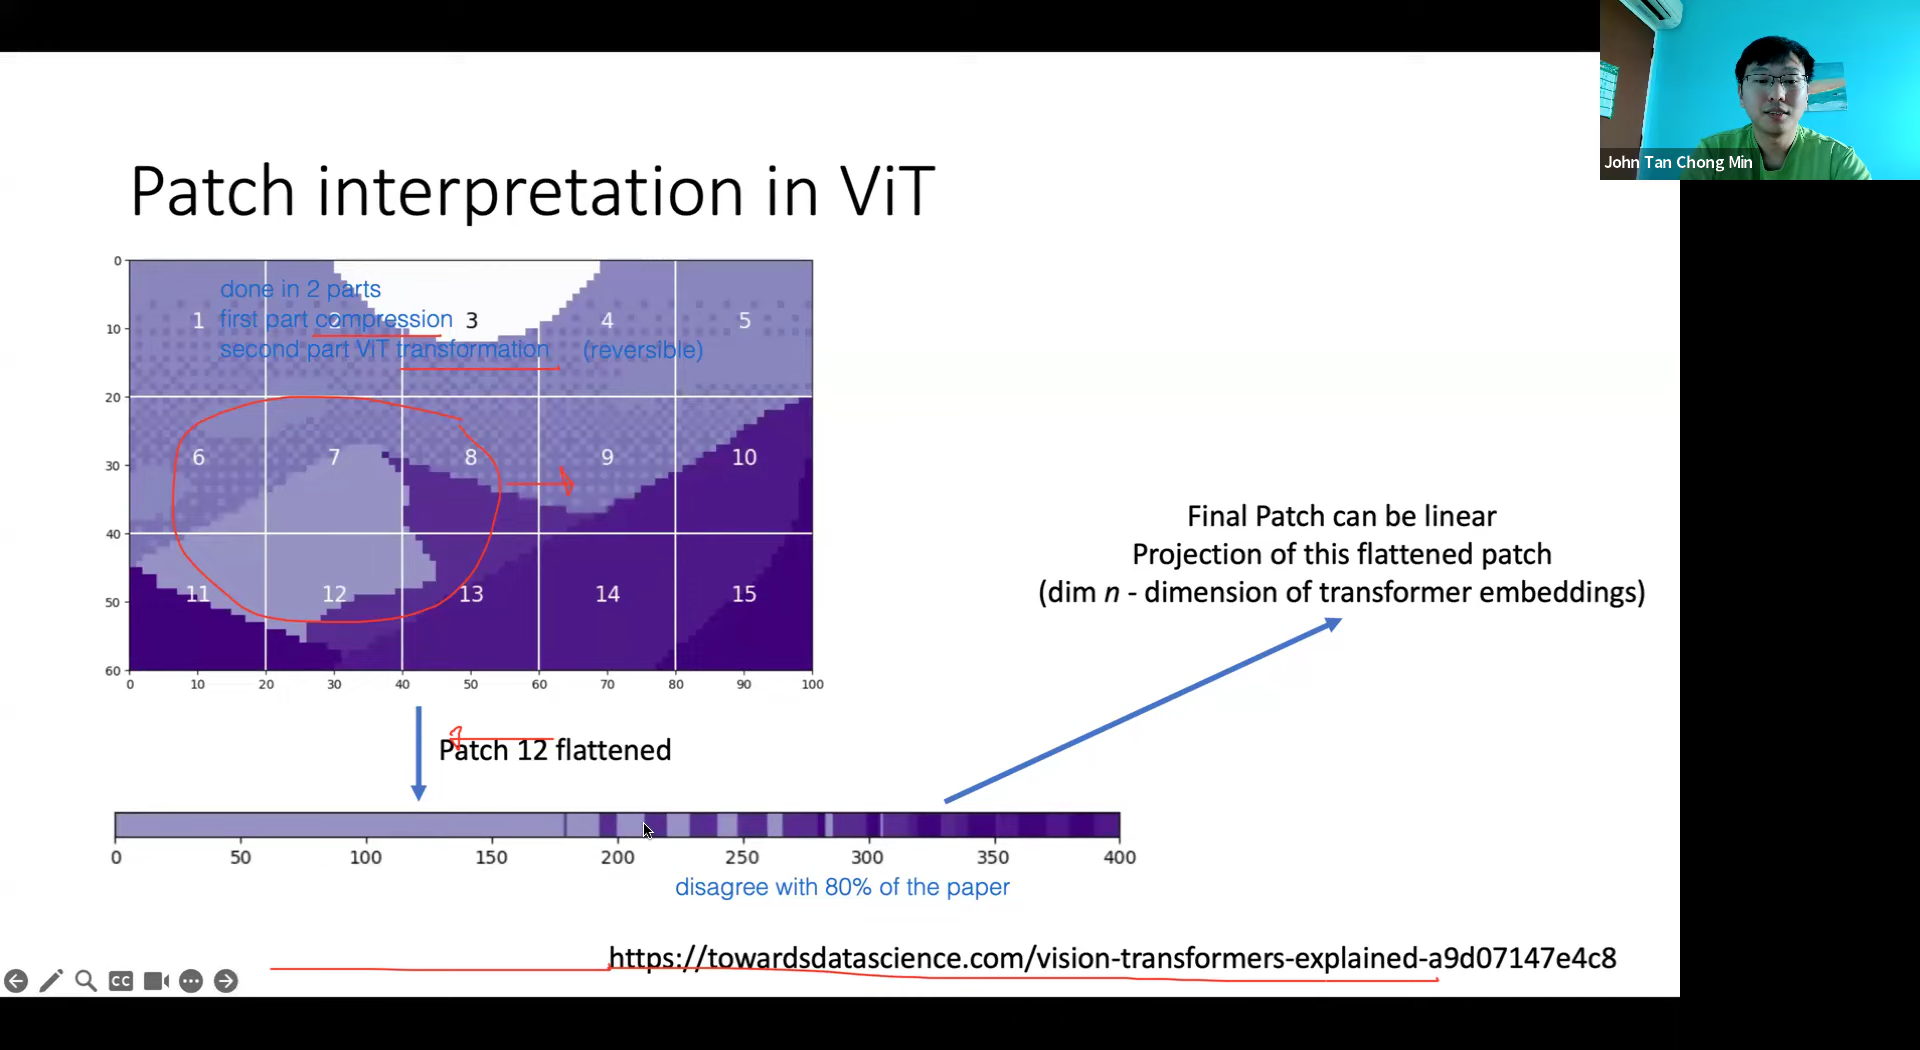 John Tan Chong Min
Patch interpretation in ViT
0
done in 2 parts
first part compression
second part ViT transformation (reversible)
10
1 2 3 4 5
20
30
6 7 8 9 10
40
50
11 12 13 14 15
60
0 10 20 30 40 50 60 70 80 90 100
Final Patch can be linear
Projection of this flattened patch
(dim n - dimension of transformer embeddings)
Patch 12 flattened
0 50 100 150 200 250 300 350 400
disagree with 80% of the paper
https://towardsdatascience.com/vision-transformers-explained-a9d07147e4c8
CC